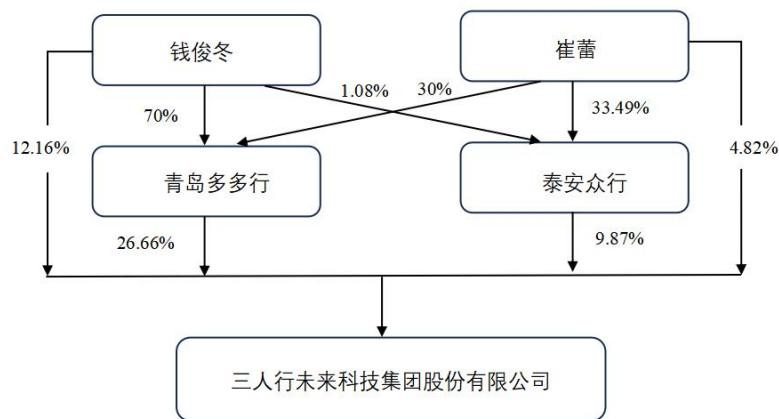 钱俊冬
崔蕾
1.08%
30%
12.16%
70%
33.49%
4.82%
青岛多多行
泰安众行
26.66%
9.87%
三人行未来科技集团股份有限公司